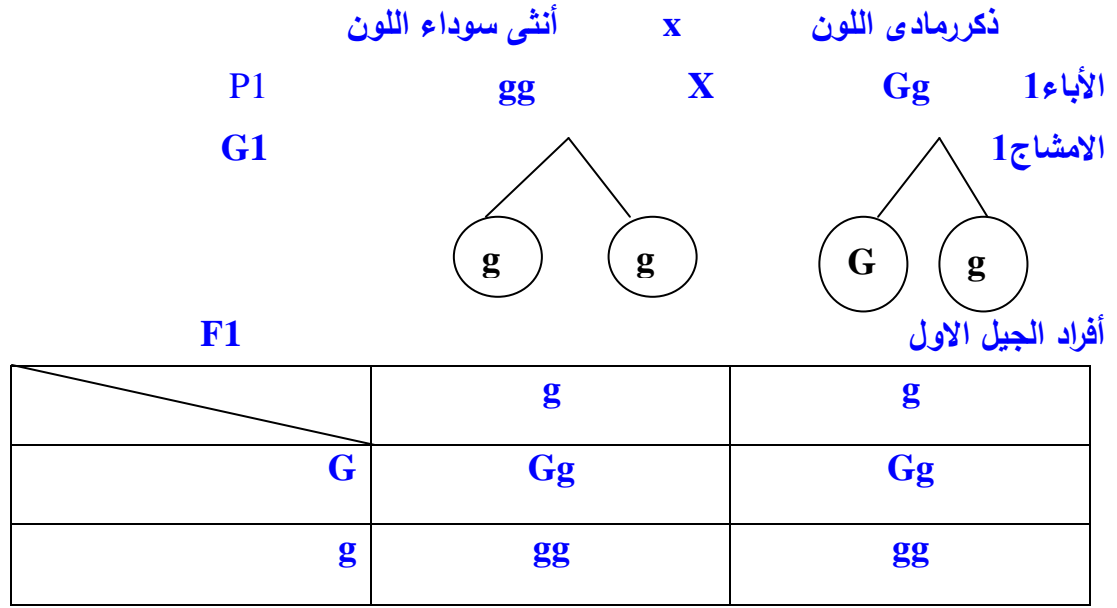 ذكررمادى اللون x أنثى سوداء اللون
الأباء1 Gg X gg P1
الامشاج1 G1
g g G g
أفراد الجيل الاول F1
g g
G Gg Gg
g gg gg